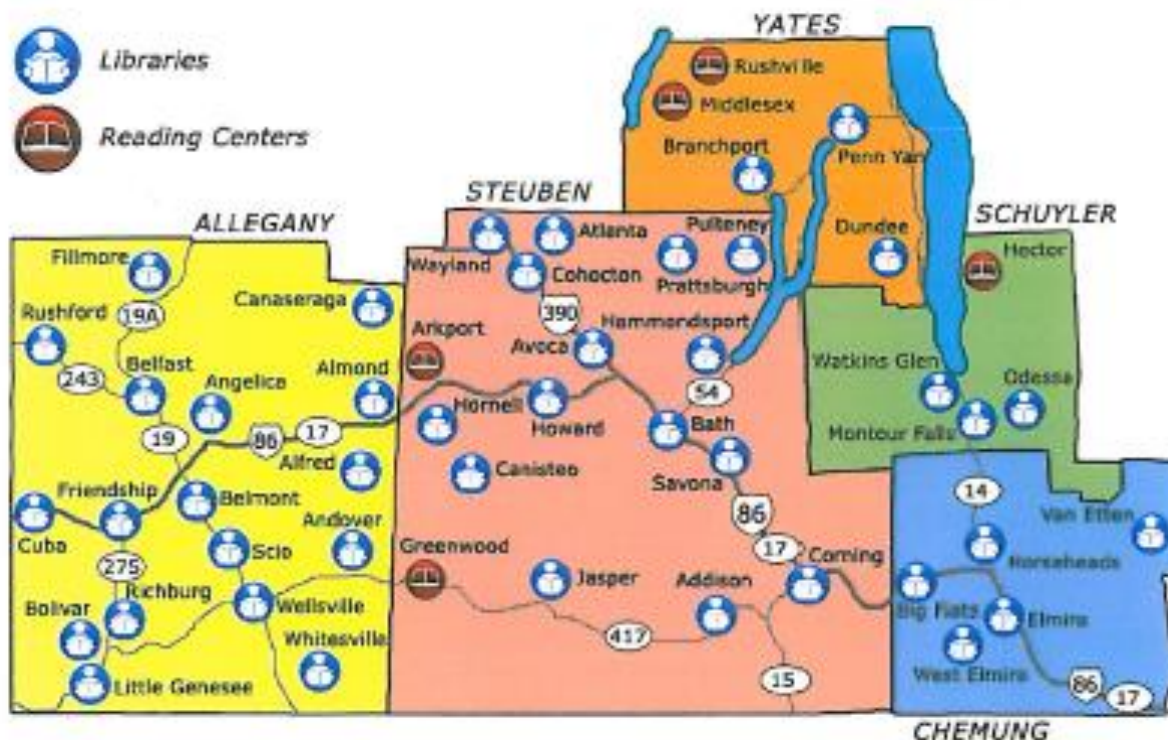 YATES
Libraries
Rushville
Middlesex
Reading Centers
Branchport
Penn Yan
STEUBEN
ALLEGANY
SCHUYLER
Fillmore
Atlanta
Pulteney
Dundee
Hector
Wayland
Cohocton
Prattsburgh
Rushford
Canaseraga
19A
390
Hammondsport
Arkport
Avoca
Belfast
Almond
Watkins Glen
243
Angelica
Odessa
54
Hornell
Howard
Bath
Montour Falls
19
86
17
Alfred
Canisteo
Savona
Friendship
Belmont
14
Van Etten
86
Cuba
Andover
Scio
Greenwood
17
Corning
Horseheads
275
Richburg
Jasper
Addison
Bolivar
Wellsville
Big Flats
Elmira
Whitesville
417
West Elmira
Little Genesee
15
86
17
CHEMUNG